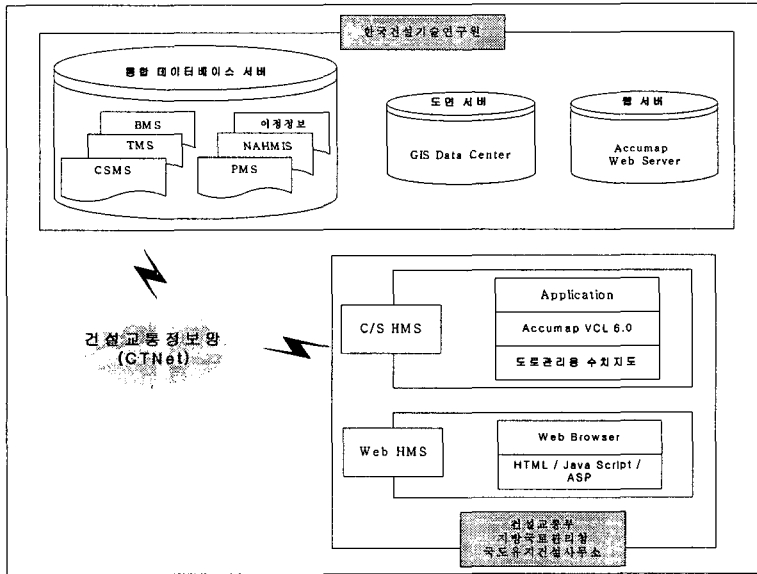 한국건설기술연구원
통합 데이터베이스 서버
BMS
TMS
CSMS
이정정보
NAHMIS
PMS
도면 서버
GIS Data Center
웹 서버
Accumap
Web Server
건설교통정보망
(CTNet)
C/S HMS
Application
Accumap VCL 6.0
도로관리용 수치지도
Web HMS
Web Browser
HTML / Java Script /
ASP
건설교통부
지방국토관리청
국도유지건설사무소